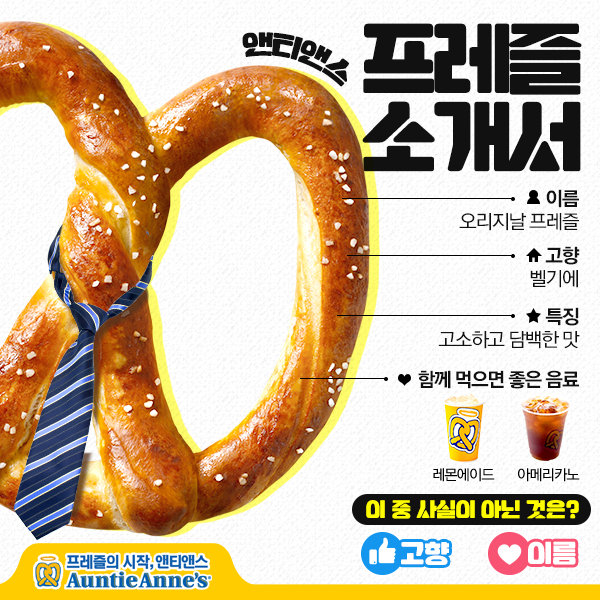 앤티앤스
프레즐
소개서
이름
오리지날 프레즐
고향
벨기에
특징
고소하고 담백한 맛
함께 먹으면 좋은 음료
레몬에이드
아메리카노
이 중 사실이 아닌 것은?
고향
이름
프레즐의 시작, 앤티앤스
AuntieAnne's